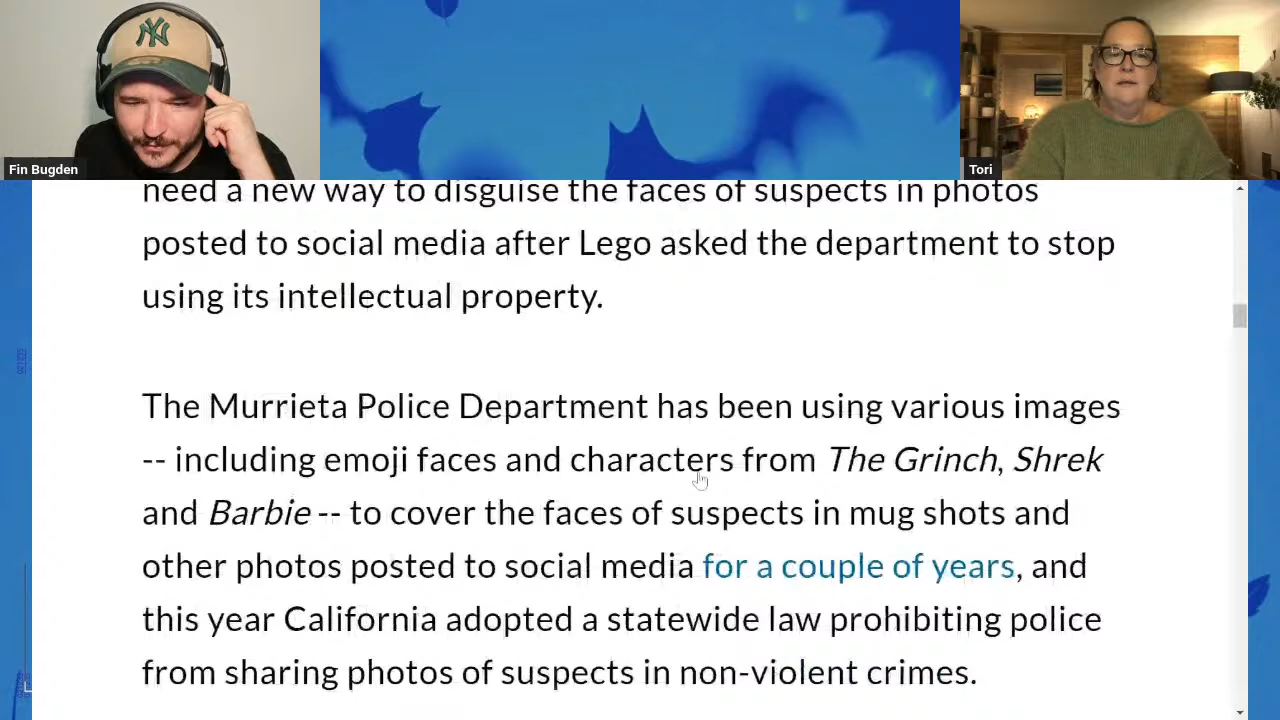 NY
Fin Bugden
Tori
need a new way to disguise the faces of suspects in photos
posted to social media after Lego asked the department to stop
using its intellectual property.
The Murrieta Police Department has been using various images
-- including emoji faces and characters from The Grinch, Shrek
and Barbie -- to cover the faces of suspects in mug shots and
other photos posted to social media for a couple of years, and
this year California adopted a statewide law prohibiting police
from sharing photos of suspects in non-violent crimes.